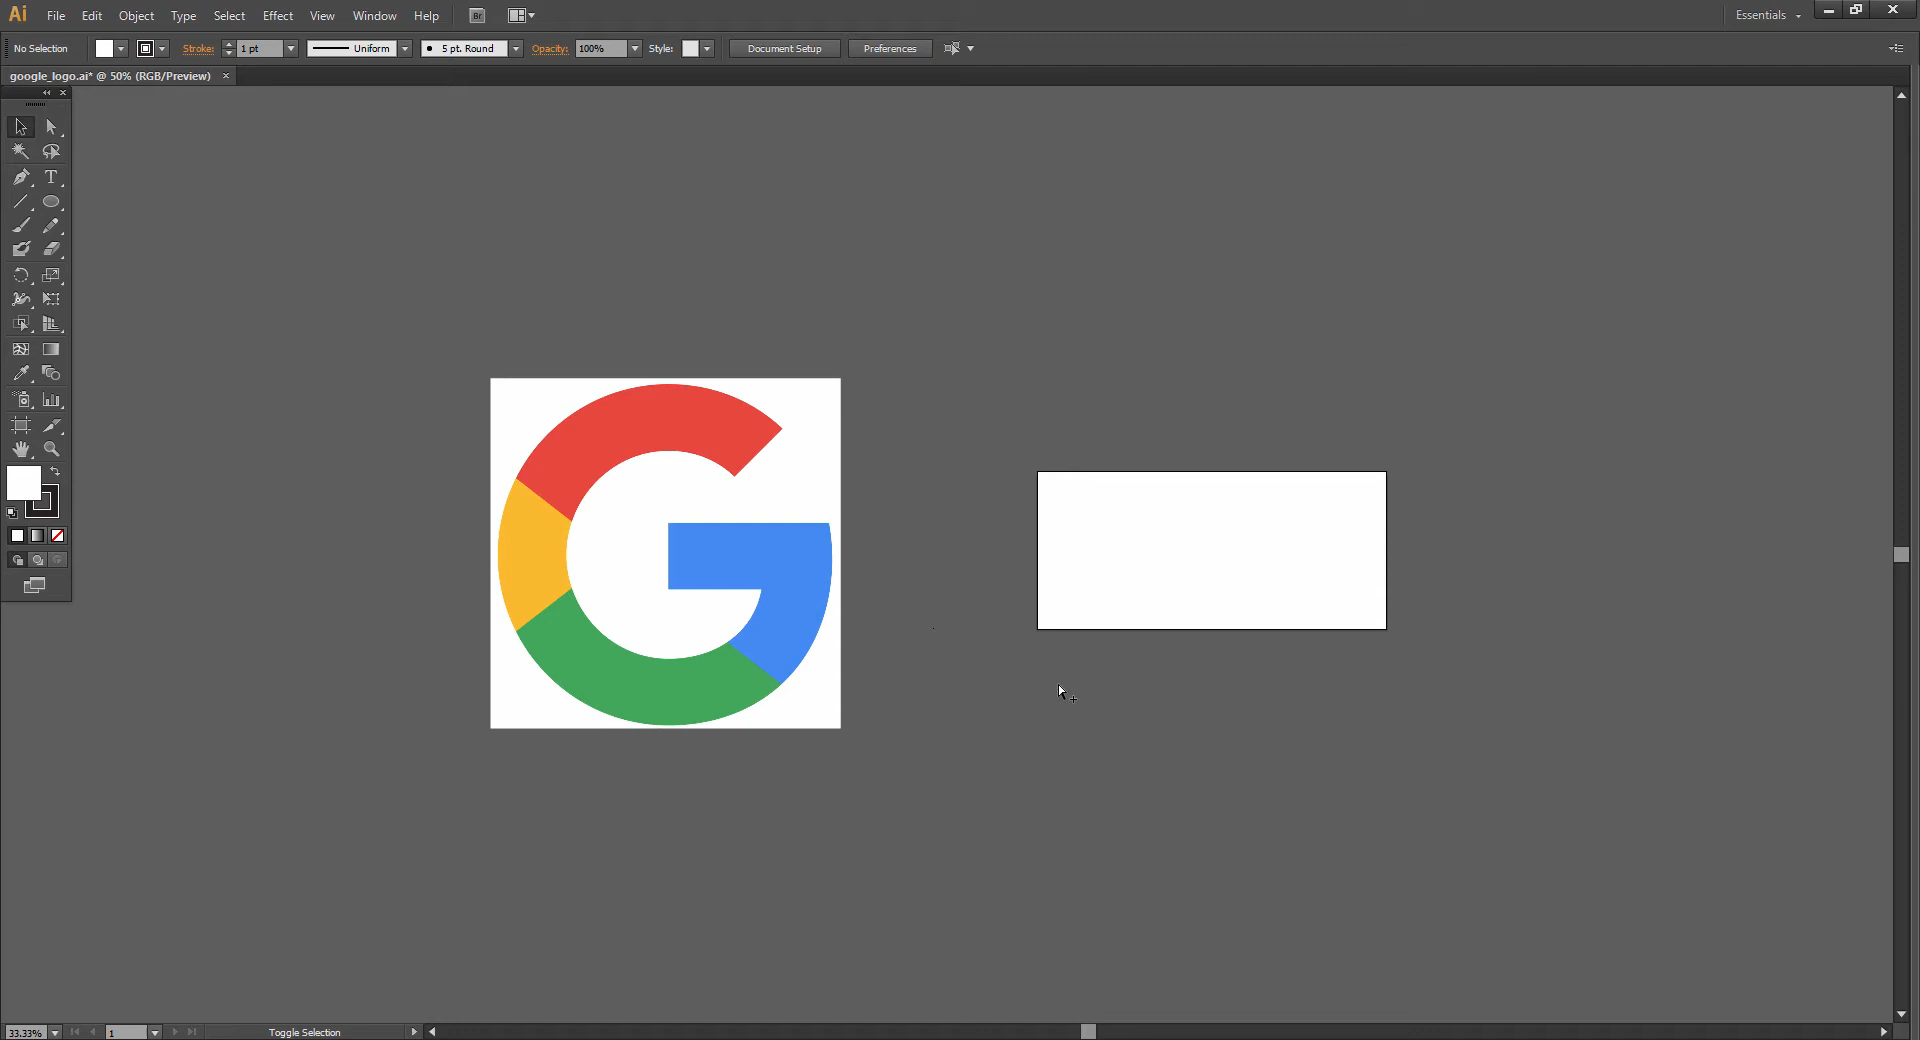 Ai File Edit Object Type Select Effect View Window Help Br Essentials
No Selection Stroke: 1 pt Uniform 5 pt. Round Opacity: 100% Style: Document Setup Preferences
google_logo.ai* @ 50% (RGB/Preview)
T
G
33.33% 1 Toggle Selection